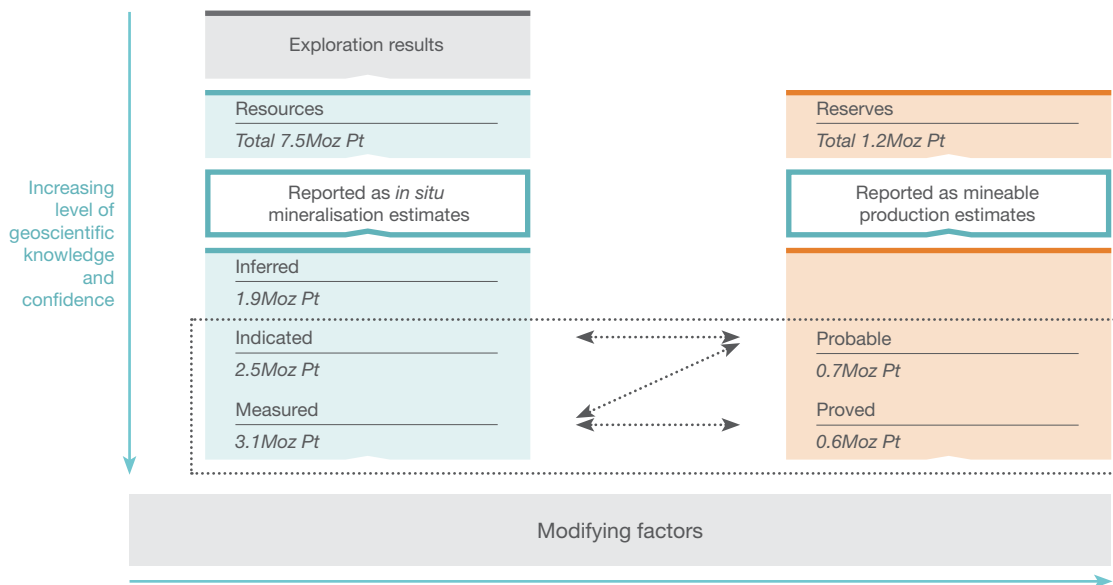 Exploration results
Resources
Total 7.5Moz Pt
Reserves
Total 1.2Moz Pt
Increasing
level of
geoscientific
knowledge
and
confidence
Reported as in situ
mineralisation estimates
Reported as mineable
production estimates
Inferred
1.9Moz Pt
Indicated
2.5Moz Pt
Probable
0.7Moz Pt
Measured
3.1Moz Pt
Proved
0.6Moz Pt
Modifying factors